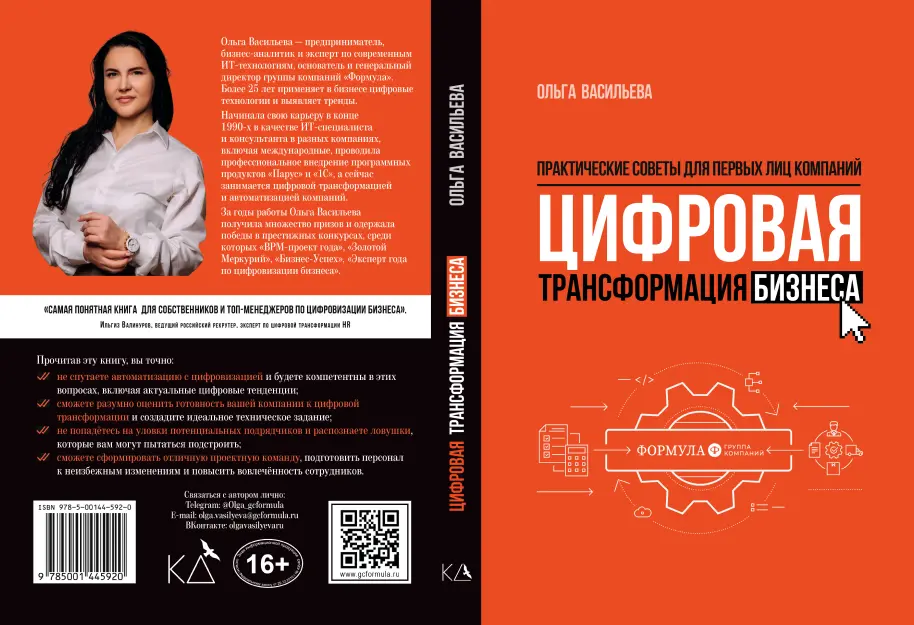 Ольга Васильева — предприниматель,
бизнес-аналитик и эксперт по современным
ИТ-технологиям, основатель и генеральный
директор группы компаний «Формула».
Более 25 лет применяет в бизнесе цифровые
технологии и выявляет тренды.
Начинала свою карьеру в конце
1990-х в качестве ИТ-специалиста
и консультанта в разных компаниях,
включая международные, проводила
профессиональное внедрение программных
продуктов «Парус» и «1С», а сейчас
занимается цифровой трансформацией
и автоматизацией компаний.
За годы работы Ольга Васильева
получила множество призов и одержала
победы в престижных конкурсах, среди
которых «BPM-проект года», «Золотой
Меркурий», «Бизнес-Успех», «Эксперт года
по цифровизации бизнеса».
«САМАЯ ПОНЯТНАЯ КНИГА ДЛЯ СОБСТВЕННИКОВ И ТОП-МЕНЕДЖЕРОВ ПО ЦИФРОВИЗАЦИИ БИЗНЕСА».
Ильгиз Валинуров, ведущий российский рекрутер, эксперт по цифровой трансформации HR
Прочитав эту книгу, вы точно:
не спутаете автоматизацию с цифровизацией и будете компетентны в этих
вопросах, включая актуальные цифровые тенденции;
сможете разумно оценить готовность вашей компании к цифровой
трансформации и создадите идеальное техническое задание;
не попадётесь на уловки потенциальных подрядчиков и распознаете ловушки,
которые вам могут пытаться подстроить;
сможете сформировать отличную проектную команду, подготовить персонал
к неизбежным изменениям и повысить вовлечённость сотрудников.
Связаться с автором лично:
Telegram: @Olga_gcformula
E-mail: olga.vasilyeva@gcformula.ru
ВКонтакте: olgavasilyevaru
ISBN 978-5-00144-592-0
9 785001 445920
КД
16+
www.gcformula.ru
ЦИФРОВАЯ ТРАНСФОРМАЦИЯ БИЗНЕСА
ОЛЬГА ВАСИЛЬЕВА
КД
ОЛЬГА ВАСИЛЬЕВА
ПРАКТИЧЕСКИЕ СОВЕТЫ ДЛЯ ПЕРВЫХ ЛИЦ КОМПАНИЙ
ЦИФРОВАЯ
ТРАНСФОРМАЦИЯ БИЗНЕСА
</>
ФОРМУЛА Ф ГРУППА
КОМПАНИЙ